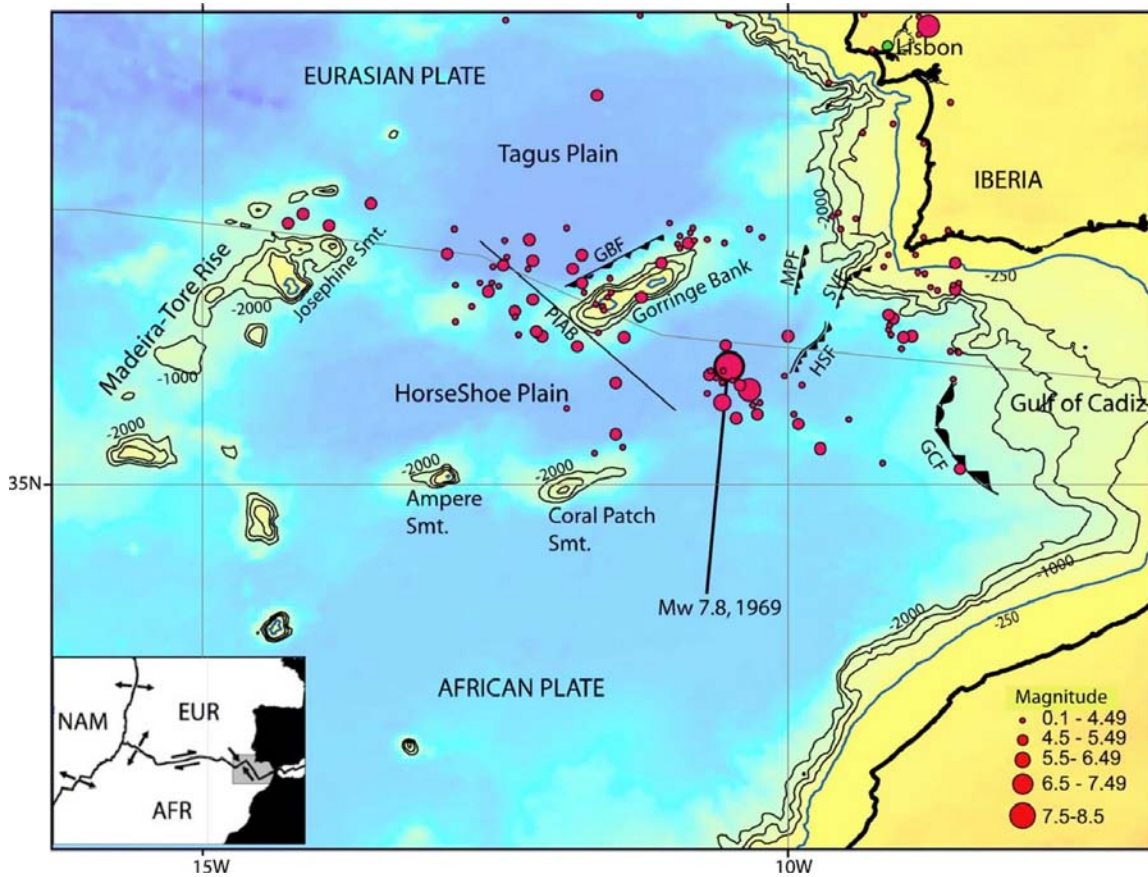 Lisbon
EURASIAN PLATE
Tagus Plain
IBERIA
-2000
GBF
MPF
SVF
-250
Madeira-Tore Rise
-2000
Josephine Smt.
Gorringe Bank
PIAB
HSF
-1000
HorseShoe Plain
Gulf of Cadiz
-2000
GCF
-2000
-2000
35N
Ampere
Smt.
Coral Patch
Smt.
-1000
Mw 7.8, 1969
-2000
-250
AFRICAN PLATE
Magnitude
0.1 - 4.49
4.5 - 5.49
5.5- 6.49
6.5 - 7.49
7.5-8.5
NAM
EUR
AFR
15W
10W